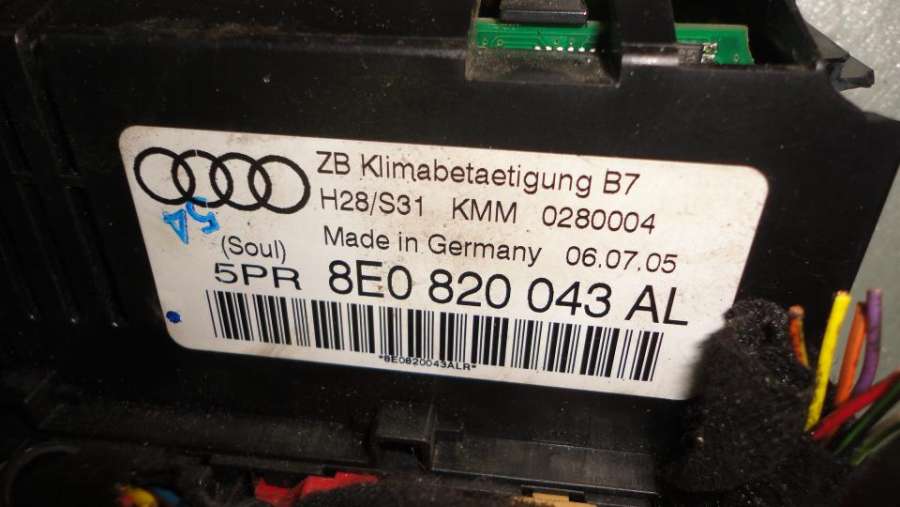 ZB Klimabetaetigung B7
H28/S31 KMM 0280004
Made in Germany 06.07.05
(Soul)
5PR 8E0 820 043 AL
*8E0820043ALR*